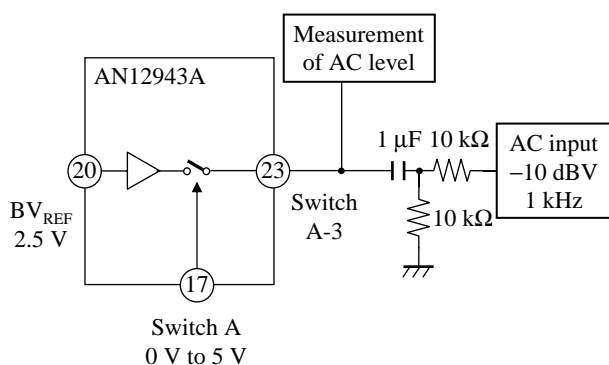 Measurement
of AC level
AN12943A
1 μF
10 kΩ
AC input
−10 dBV
1 kHz
20
23
BVREF
2.5 V
Switch
A-3
10 kΩ
17
Switch A
0 V to 5 V